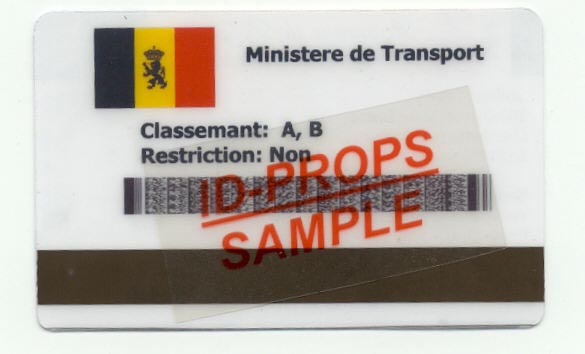 Ministere de Transport
Classemant: A, B
Restriction: Non
ID-PROPS
SAMPLE